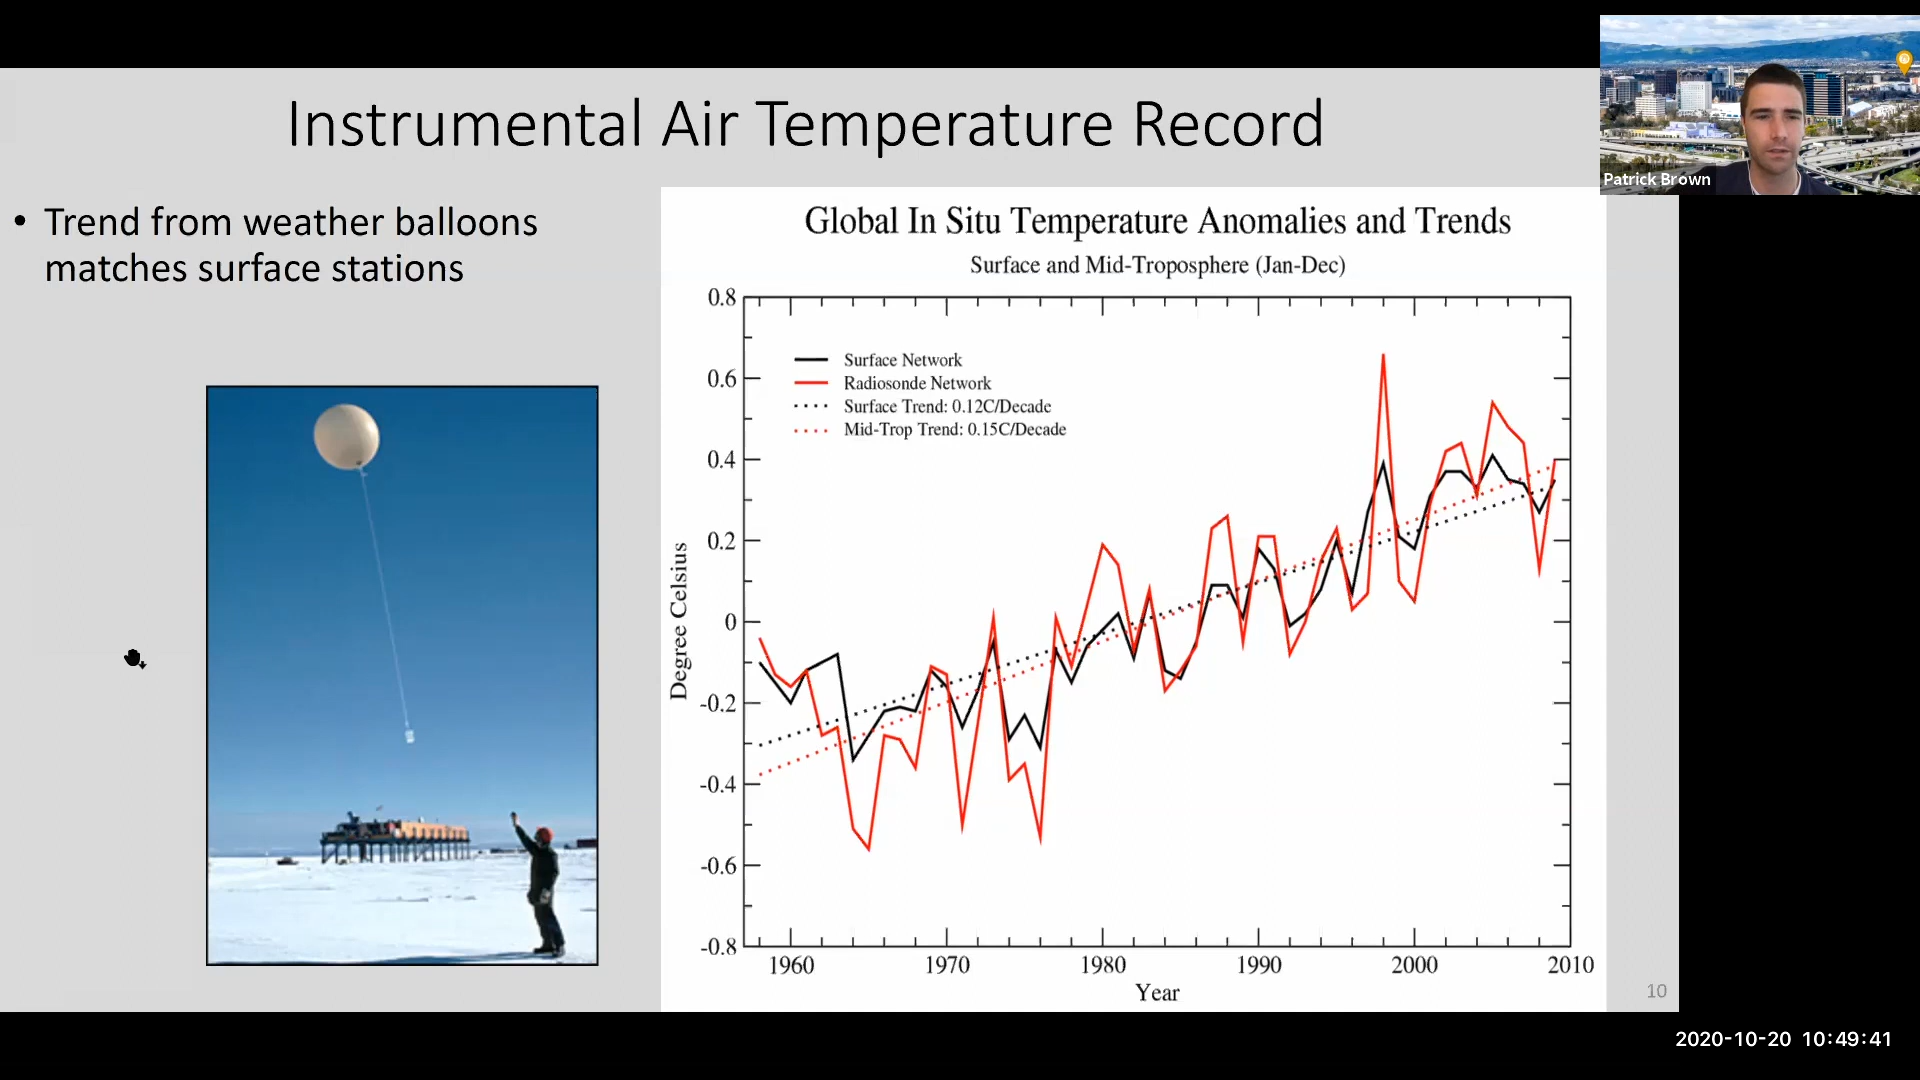 Instrumental Air Temperature Record
Patrick Brown
• Trend from weather balloons
matches surface stations
Global In Situ Temperature Anomalies and Trends
Surface and Mid-Troposphere (Jan-Dec)
Surface Network
Radiosonde Network
Surface Trend: 0.12C/Decade
Mid-Trop Trend: 0.15C/Decade
Degree Celsius
0.8
0.6
0.4
0.2
0
-0.2
-0.4
-0.6
-0.8
1960 1970 1980 1990 2000 2010
Year
10
2020-10-20 10:49:41